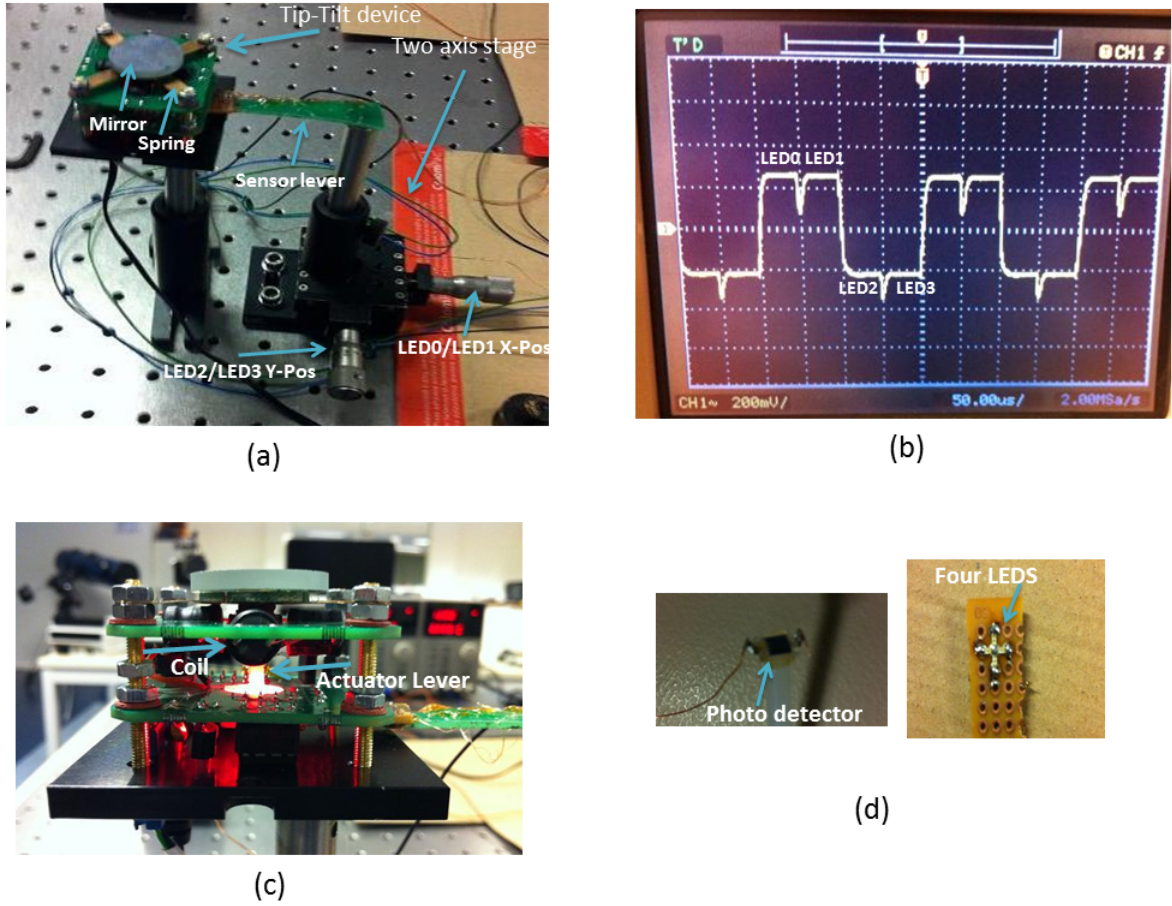 Tip-Tilt device
Two axis stage
Mirror
Spring
Sensor lever
LED0/LED1 X-Pos
LED2/LED3 Y-Pos
(a)
T'D
CH1
LED0 LED1
LED2 LED3
CH1~ 200mV/ 50.00us/ 2.00MSa/s
(b)
Coil
Actuator Lever
(c)
Four LEDS
Photo detector
(d)